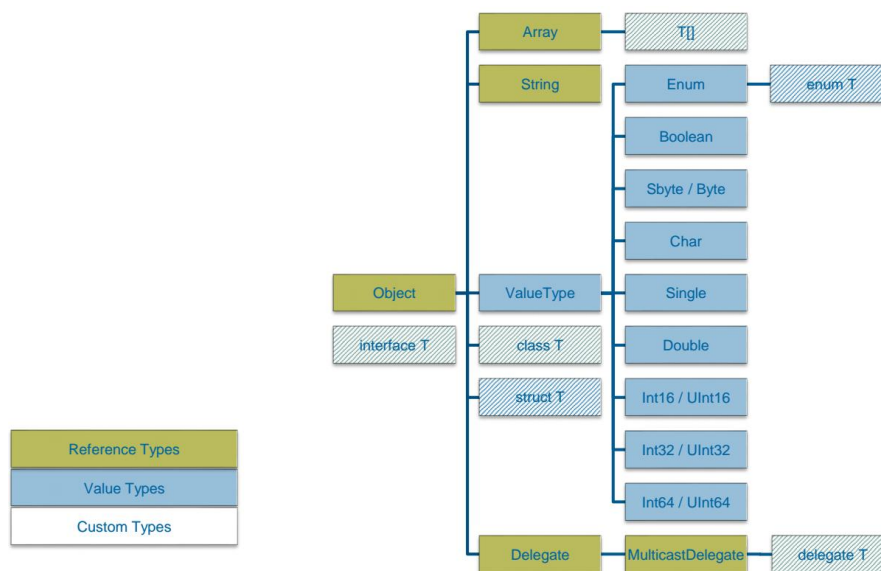 Array
T[]
String
Enum
enum T
Boolean
Sbyte / Byte
Char
Object
ValueType
Single
interface T
class T
Double
struct T
Int16 / UInt16
Reference Types
Int32 / UInt32
Value Types
Int64 / UInt64
Custom Types
Delegate
MulticastDelegate
delegate T